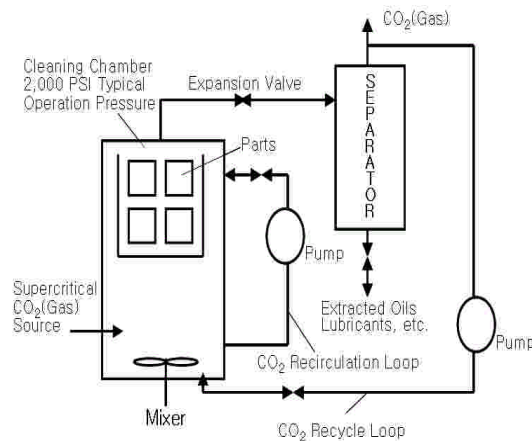 CO2(Gas)
Cleaning Chamber
2,000 PSI Typical
Operation Pressure
Expansion Valve
SEPARATOR
Parts
Pump
Supercritical
CO2(Gas)
Source
Extracted Oils
Lubricants, etc.
Pump
CO2 Recirculation Loop
Mixer
CO2 Recycle Loop